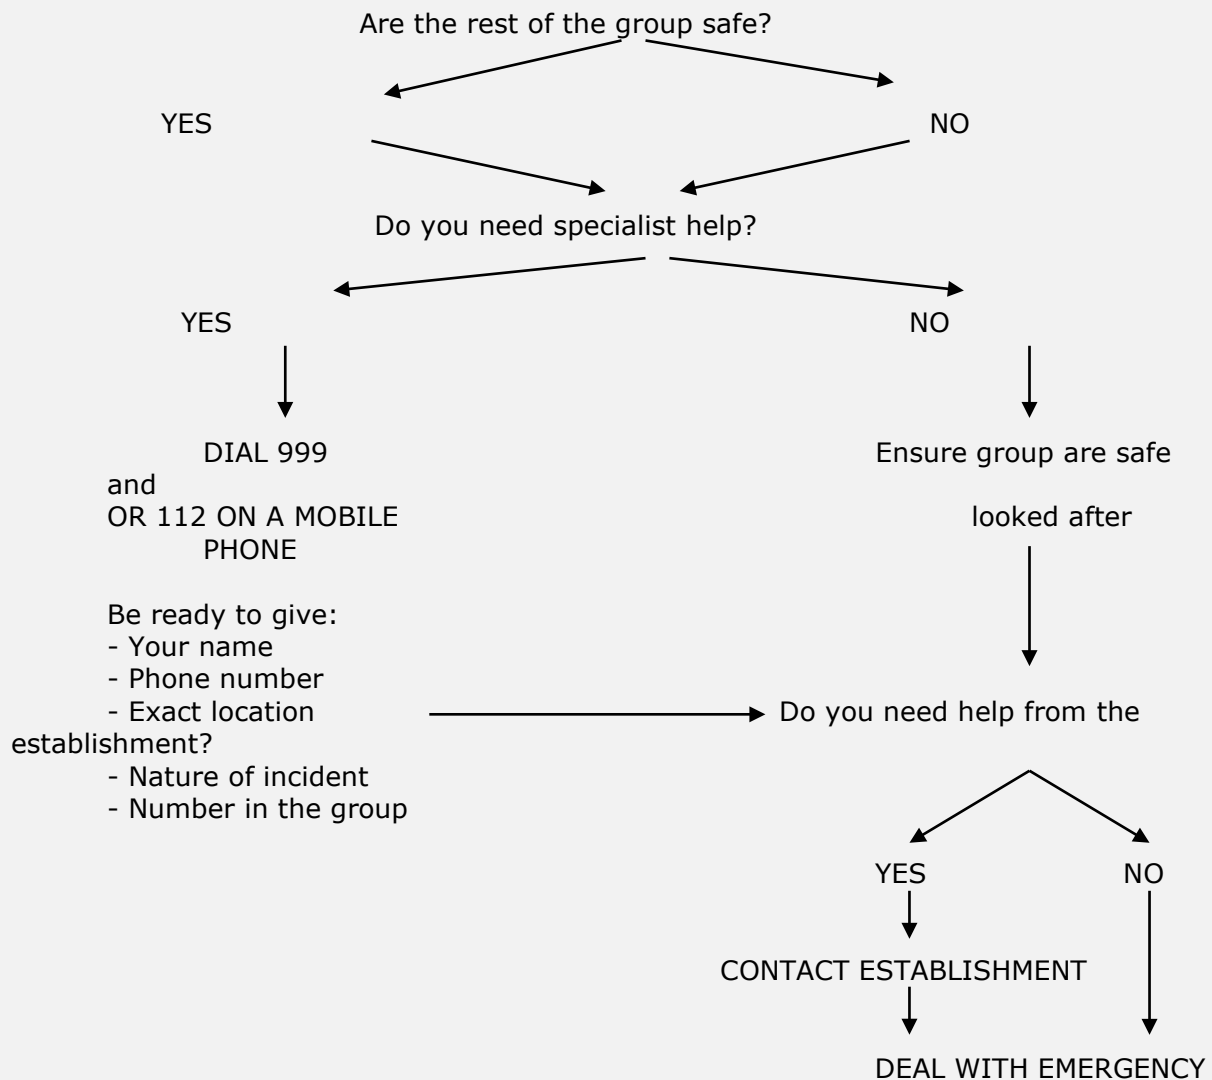 Are the rest of the group safe?
YES NO
Do you need specialist help?
YES NO
DIAL 999 Ensure group are safe
and
OR 112 ON A MOBILE looked after
PHONE
Be ready to give:
- Your name
- Phone number
- Exact location Do you need help from the
establishment?
- Nature of incident
- Number in the group
YES NO
CONTACT ESTABLISHMENT
DEAL WITH EMERGENCY